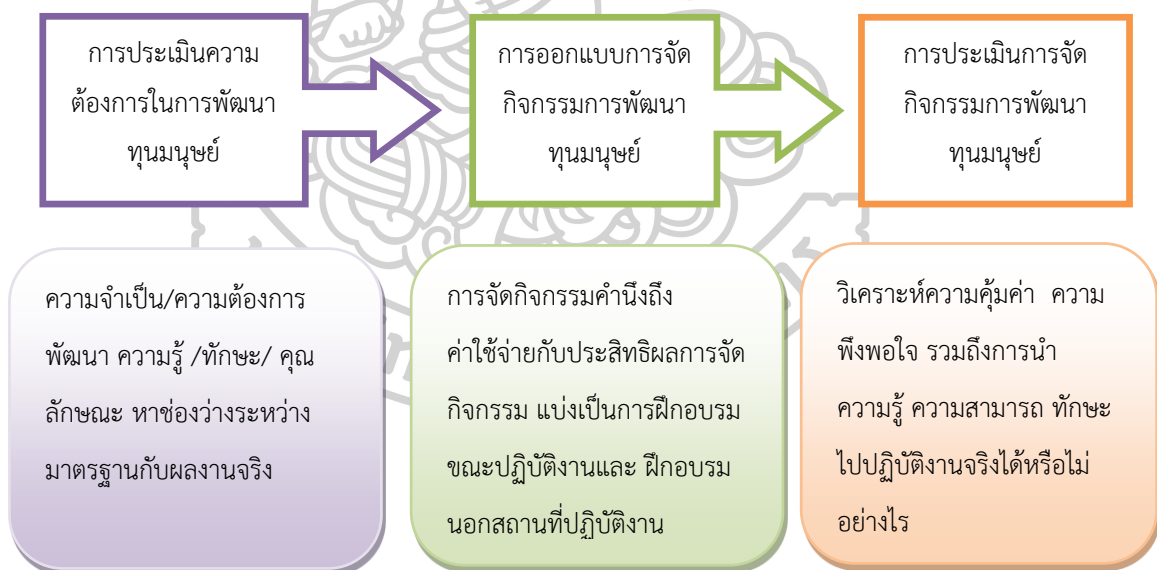 การประเมินความ
ต้องการในการพัฒนา
ทุนมนุษย์
การออกแบบการจัด
กิจกรรมการพัฒนา
ทุนมนุษย์
การประเมินการจัด
กิจกรรมการพัฒนา
ทุนมนุษย์
ความจำเป็น/ความต้องการ
พัฒนา ความรู้ /ทักษะ/ คุณ
ลักษณะ หาช่องว่างระหว่าง
มาตรฐานกับผลงานจริง
การจัดกิจกรรมคำนึงถึง
ค่าใช้จ่ายกับประสิทธิผลการจัด
กิจกรรม แบ่งเป็นการฝึกอบรม
ขณะปฏิบัติงานและ ฝึกอบรม
นอกสถานที่ปฏิบัติงาน
วิเคราะห์ความคุ้มค่า ความ
พึงพอใจ รวมถึงการนำ
ความรู้ ความสามารถ ทักษะ
ไปปฏิบัติงานจริงได้หรือไม่
อย่างไร